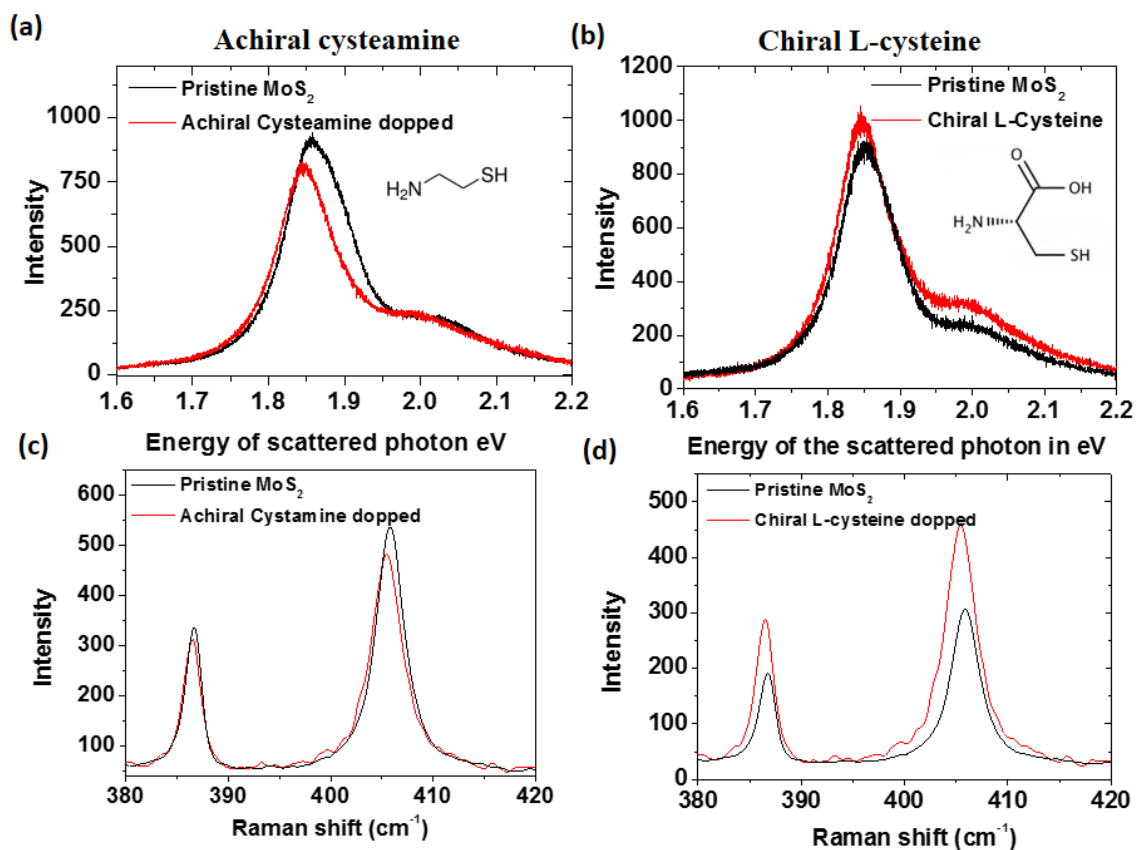 (a)
Achiral cysteamine
Pristine MoS2
Achiral Cysteamine dopped
H2N
SH
Intensity
1000
750
500
250
0
1.6 1.7 1.8 1.9 2.0 2.1 2.2
Energy of scattered photon eV
(b)
Chiral L-cysteine
Pristine MoS2
Chiral L-Cysteine
O
OH
H2N
SH
Intensity
1200
1000
800
600
400
200
0
1.6 1.7 1.8 1.9 2.0 2.1 2.2
Energy of the scattered photon in eV
(c)
Pristine MoS2
Achiral Cystamine dopped
Intensity
600
500
400
300
200
100
380 390 400 410 420
Raman shift (cm-1)
(d)
Pristine MoS2
Chiral L-cysteine dopped
Intensity
500
400
300
200
100
0
380 390 400 410 420
Raman shift (cm-1)